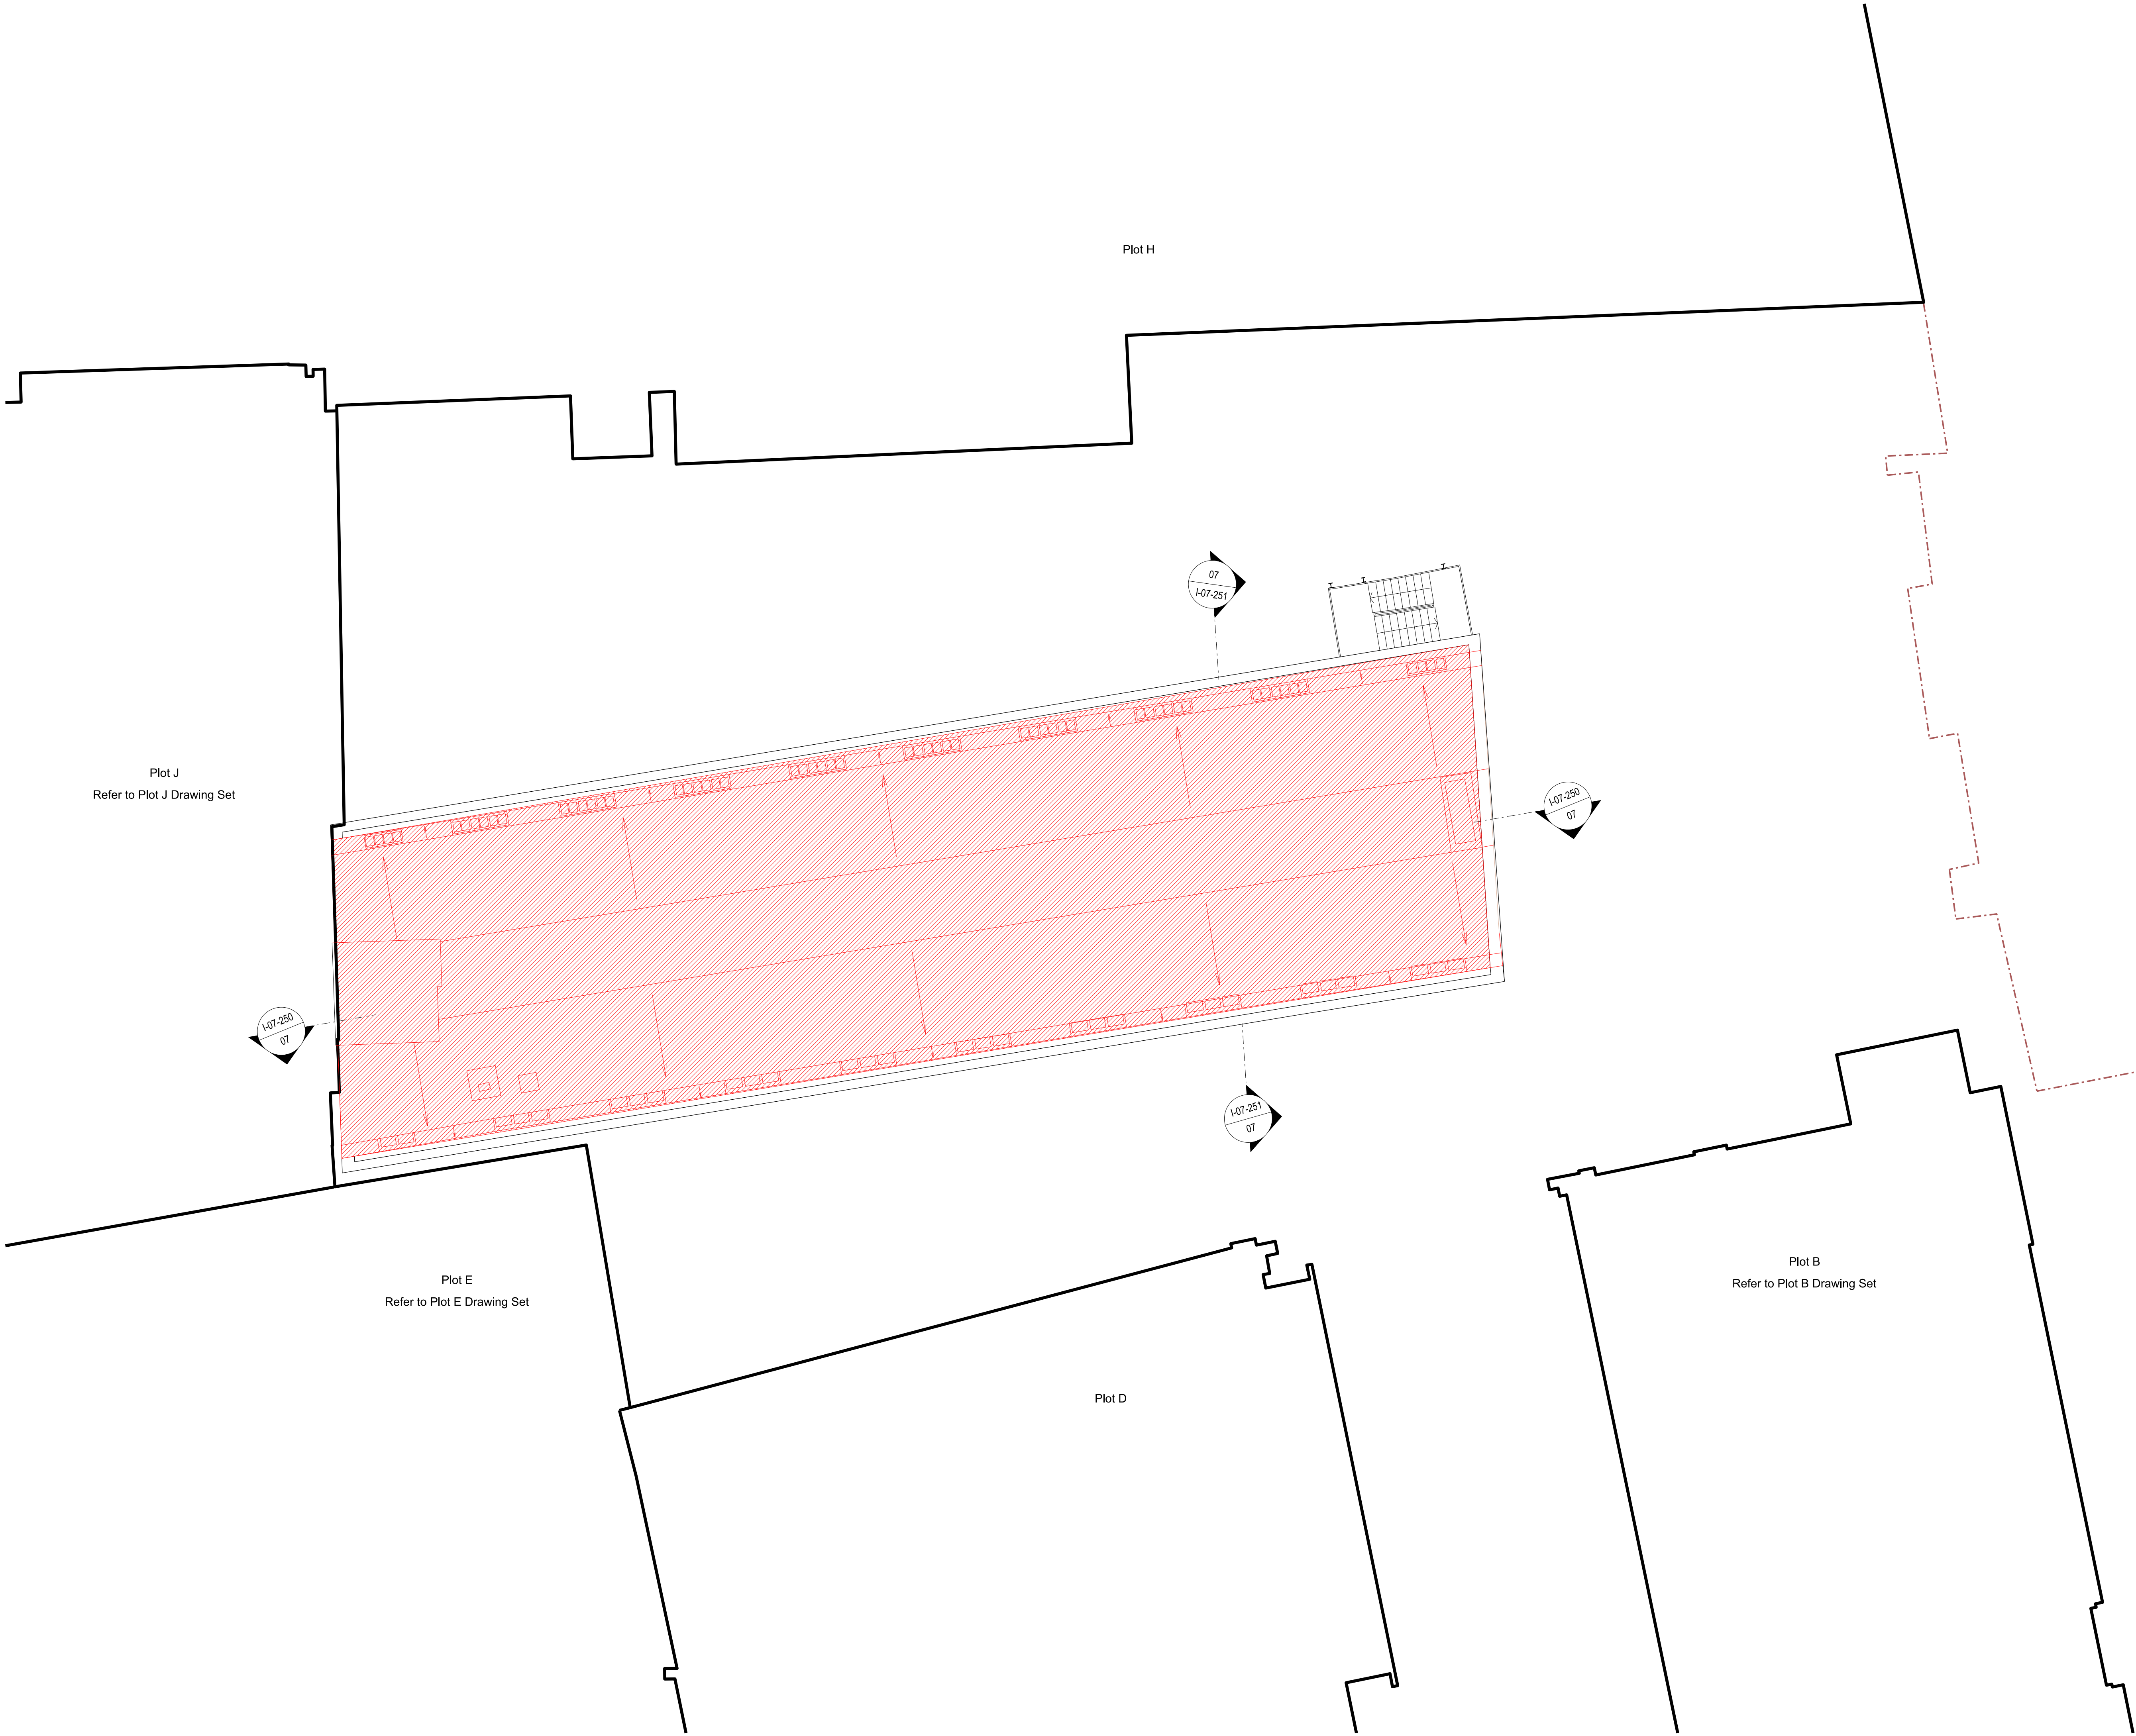 Plot H
07
I-07-251
Plot J
Refer to Plot J Drawing Set
I-07-250
07
I-07-250
07
I-07-251
07
Plot E
Refer to Plot E Drawing Set
Plot B
Refer to Plot B Drawing Set
Plot D